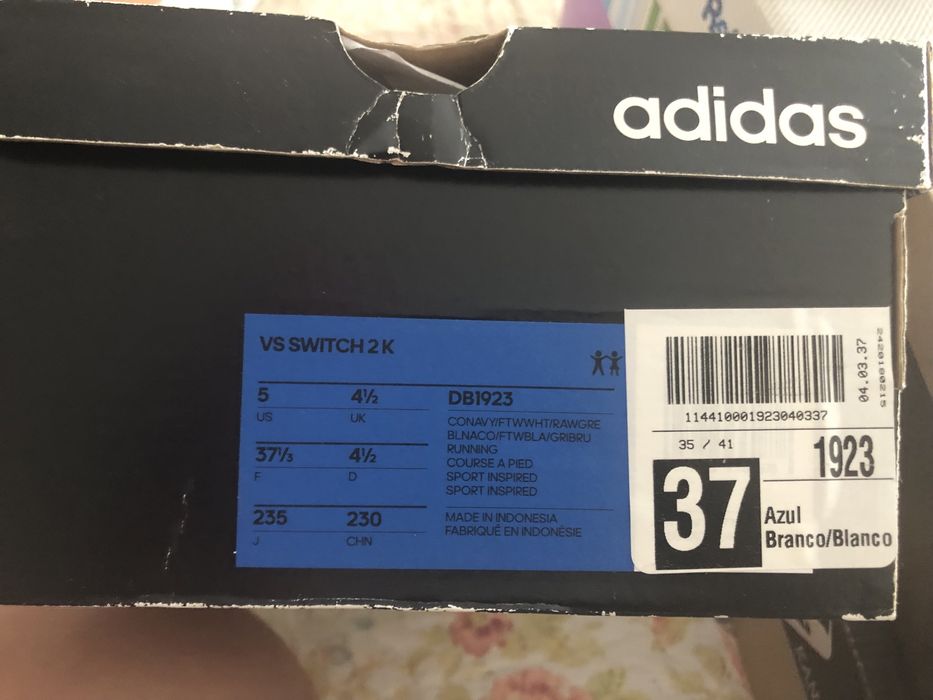 adidas
VS SWITCH 2 K
5 4½
US UK
37⅓ 4½
F D
235 230
J CHN
DB1923
CONAVY/FTWWHT/RAWGRE
BLNACO/FTWBLA/GRIBRU
RUNNING
COURSE A PIED
SPORT INSPIRED
SPORT INSPIRED
MADE IN INDONESIA
FABRIQUÉ EN INDONÉSIE
114410001923040337
04.03.37
2420180215
35 / 41
37
1923
Azul
Branco/Blanco